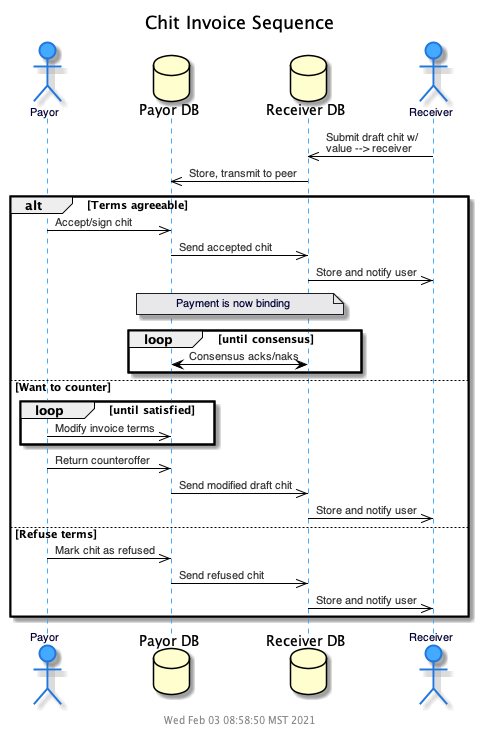 Chit Invoice Sequence
Payor
Payor DB
Receiver DB
Receiver
Submit draft chit w/
value --> receiver
Store, transmit to peer
alt
[Terms agreeable]
Accept/sign chit
Send accepted chit
Store and notify user
Payment is now binding
loop
[until consensus]
Consensus acks/naks
[Want to counter]
loop
[until satisfied]
Modify invoice terms
Return counteroffer
Send modified draft chit
Store and notify user
[Refuse terms]
Mark chit as refused
Send refused chit
Store and notify user
Payor
Payor DB
Receiver DB
Receiver
Wed Feb 03 08:58:50 MST 2021